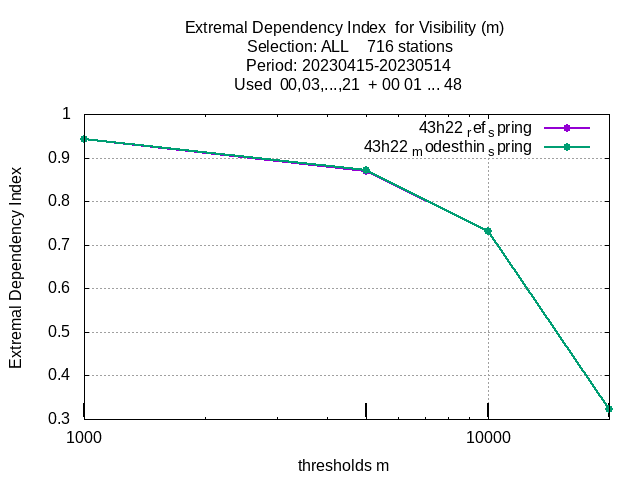 Extremal Dependency Index  for Visibility (m)
Selection: ALL    716 stations
Period: 20230415-20230514
Used  00,03,...,21  + 00 01 ... 48
43h22 ref spring
43h22 modesthin spring
Extremal Dependency Index
1
0.9
0.8
0.7
0.6
0.5
0.4
0.3
1000
10000
thresholds m